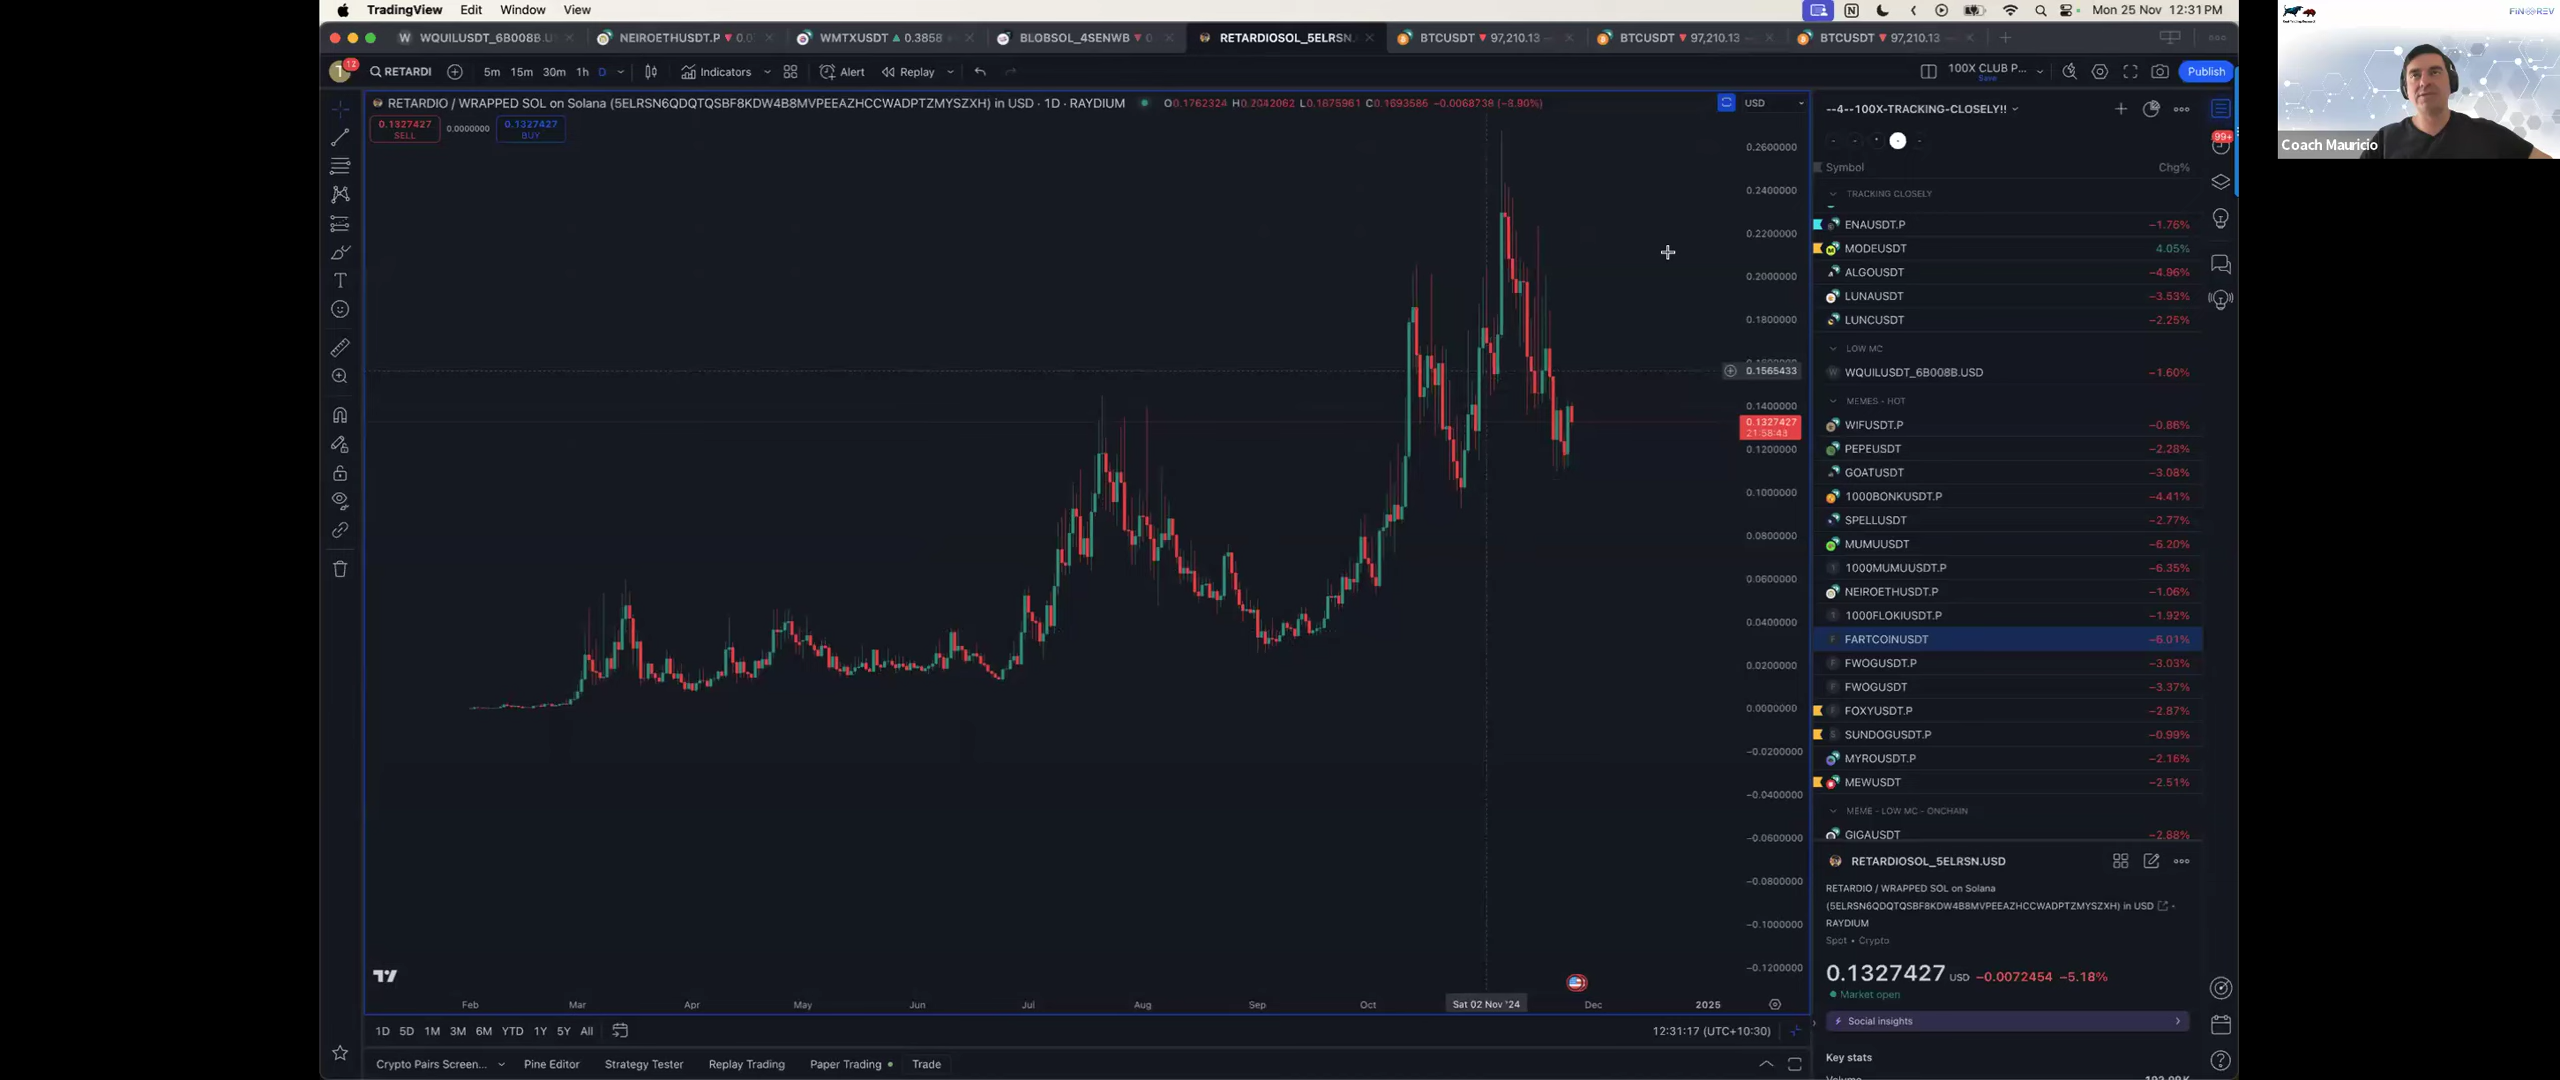 TradingView Edit Window View
Mon 25 Nov 12:31 PM
WQUILUSDT_6B008B.U NEIROETHUSDT.P WMTXUSDT 0.3858 BLOBSOL_4SENWB RETARDIOSOL_5ELRSN. BTCUSDT 97,210.13 BTCUSDT 97,210.13 BTCUSDT 97,210.13
12 RETARDI 5m 15m 30m 1h D Indicators Alert Replay 100X CLUB P... Save Publish
RETARDIO / WRAPPED SOL on Solana (5ELRSN6QDQTQSBF8KDW4B8MVPEEAZHCCWADPTZMYSZXH) in USD · 1D · RAYDIUM O0.1762324 H0.2042062 L0.1675961 C0.1693586 −0.0068738 (−8.90%) USD
0.1327427 SELL 0.0000000 0.1327427 BUY
0.2600000
0.2400000
0.2200000
0.2000000
0.1800000
0.1565433
0.1400000
0.1327427
21:58:43
0.1200000
0.1000000
0.0800000
0.0600000
0.0400000
0.0200000
0.0000000
−0.0200000
−0.0400000
−0.0600000
−0.0800000
−0.1000000
−0.1200000
Feb Mar Apr May Jun Jul Aug Sep Oct Sat 02 Nov '24 Dec 2025
1D 5D 1M 3M 6M YTD 1Y 5Y All 12:31:17 (UTC+10:30)
Crypto Pairs Screen... Pine Editor Strategy Tester Replay Trading Paper Trading Trade
--4--100X-TRACKING-CLOSELY!!
99+
Symbol Chg%
TRACKING CLOSELY
ENAUSDT.P −1.76%
MODEUSDT 4.05%
ALGOUSDT −4.96%
LUNAUSDT −3.53%
LUNCUSDT −2.25%
LOW MC
WQUILUSDT_6B008B.USD −1.60%
MEMES - HOT
WIFUSDT.P −0.86%
PEPEUSDT −2.28%
GOATUSDT −3.08%
1000BONKUSDT.P −4.41%
SPELLUSDT −2.77%
MUMUUSDT −6.20%
1000MUMUUSDT.P −6.35%
NEIROETHUSDT.P −1.06%
1000FLOKIUSDT.P −1.92%
FARTCOINUSDT −6.01%
FWOGUSDT.P −3.03%
FWOGUSDT −3.37%
FOXYUSDT.P −2.87%
SUNDOGUSDT.P −0.99%
MYROUSDT.P −2.16%
MEWUSDT −2.51%
MEME - LOW MC - ONCHAIN
GIGAUSDT −2.88%
RETARDIOSOL_5ELRSN.USD
RETARDIO / WRAPPED SOL on Solana
(5ELRSN6QDQTQSBF8KDW4B8MVPEEAZHCCWADPTZMYSZXH) in USD
RAYDIUM
Spot • Crypto
0.1327427 USD −0.0072454 −5.18%
Market open
Social insights
Key stats
FINOREV
Coach Mauricio